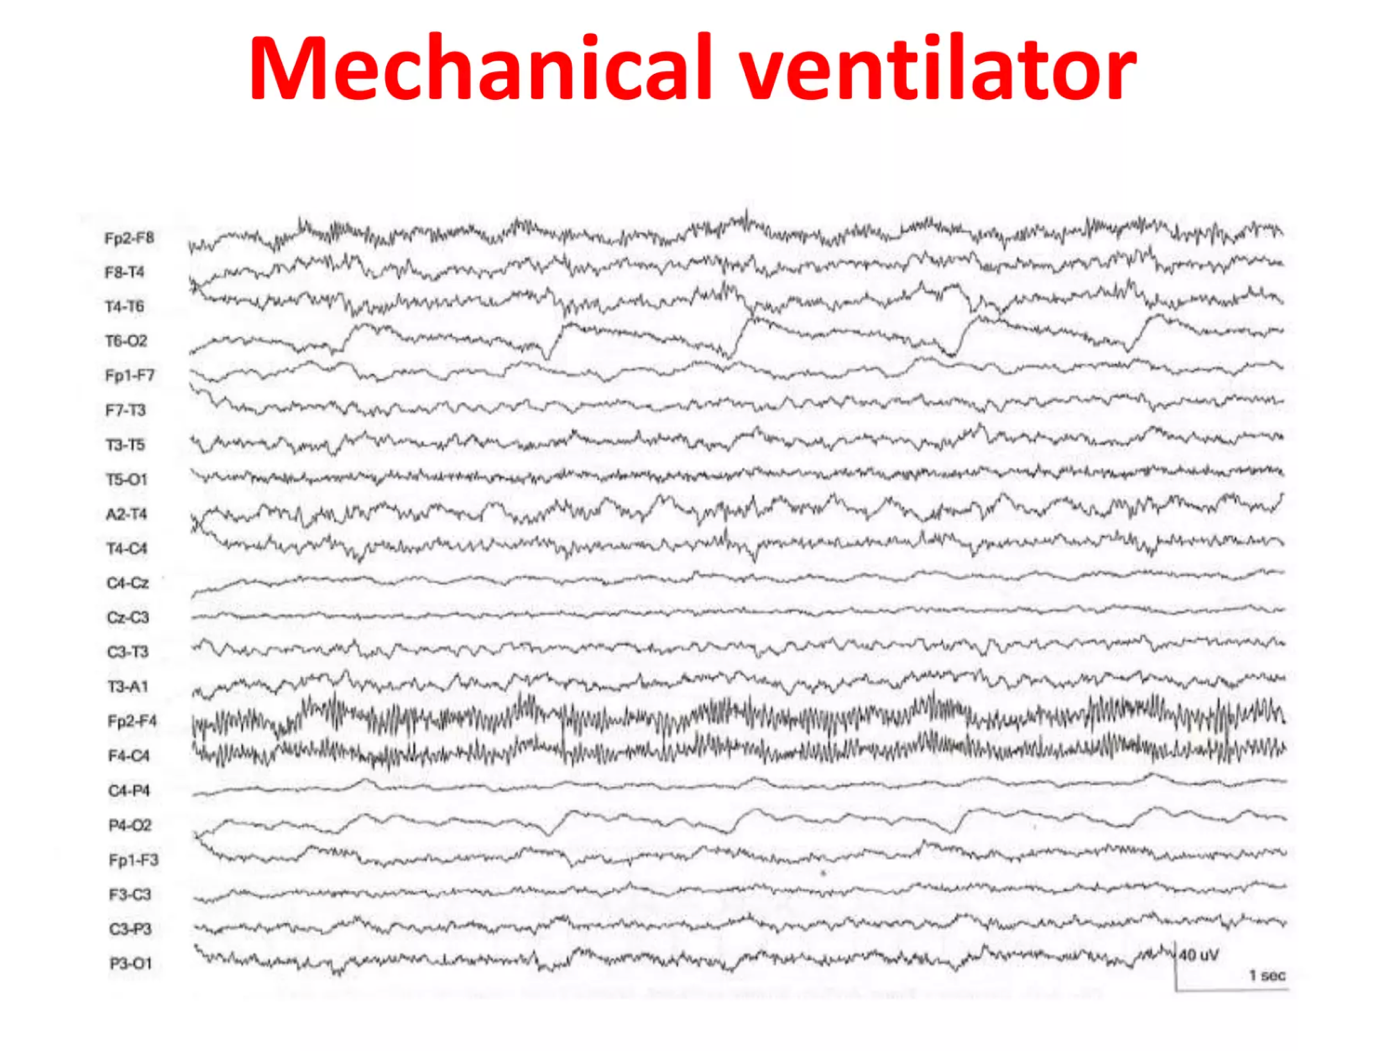 Mechanical ventilator
Fp2-F8
F8-T4
T4-T6
T6-O2
Fp1-F7
F7-T3
T3-T5
T5-O1
A2-T4
T4-C4
C4-Cz
Cz-C3
C3-T3
T3-A1
Fp2-F4
F4-C4
C4-P4
P4-O2
Fp1-F3
F3-C3
C3-P3
P3-O1
40 uV
1 sec